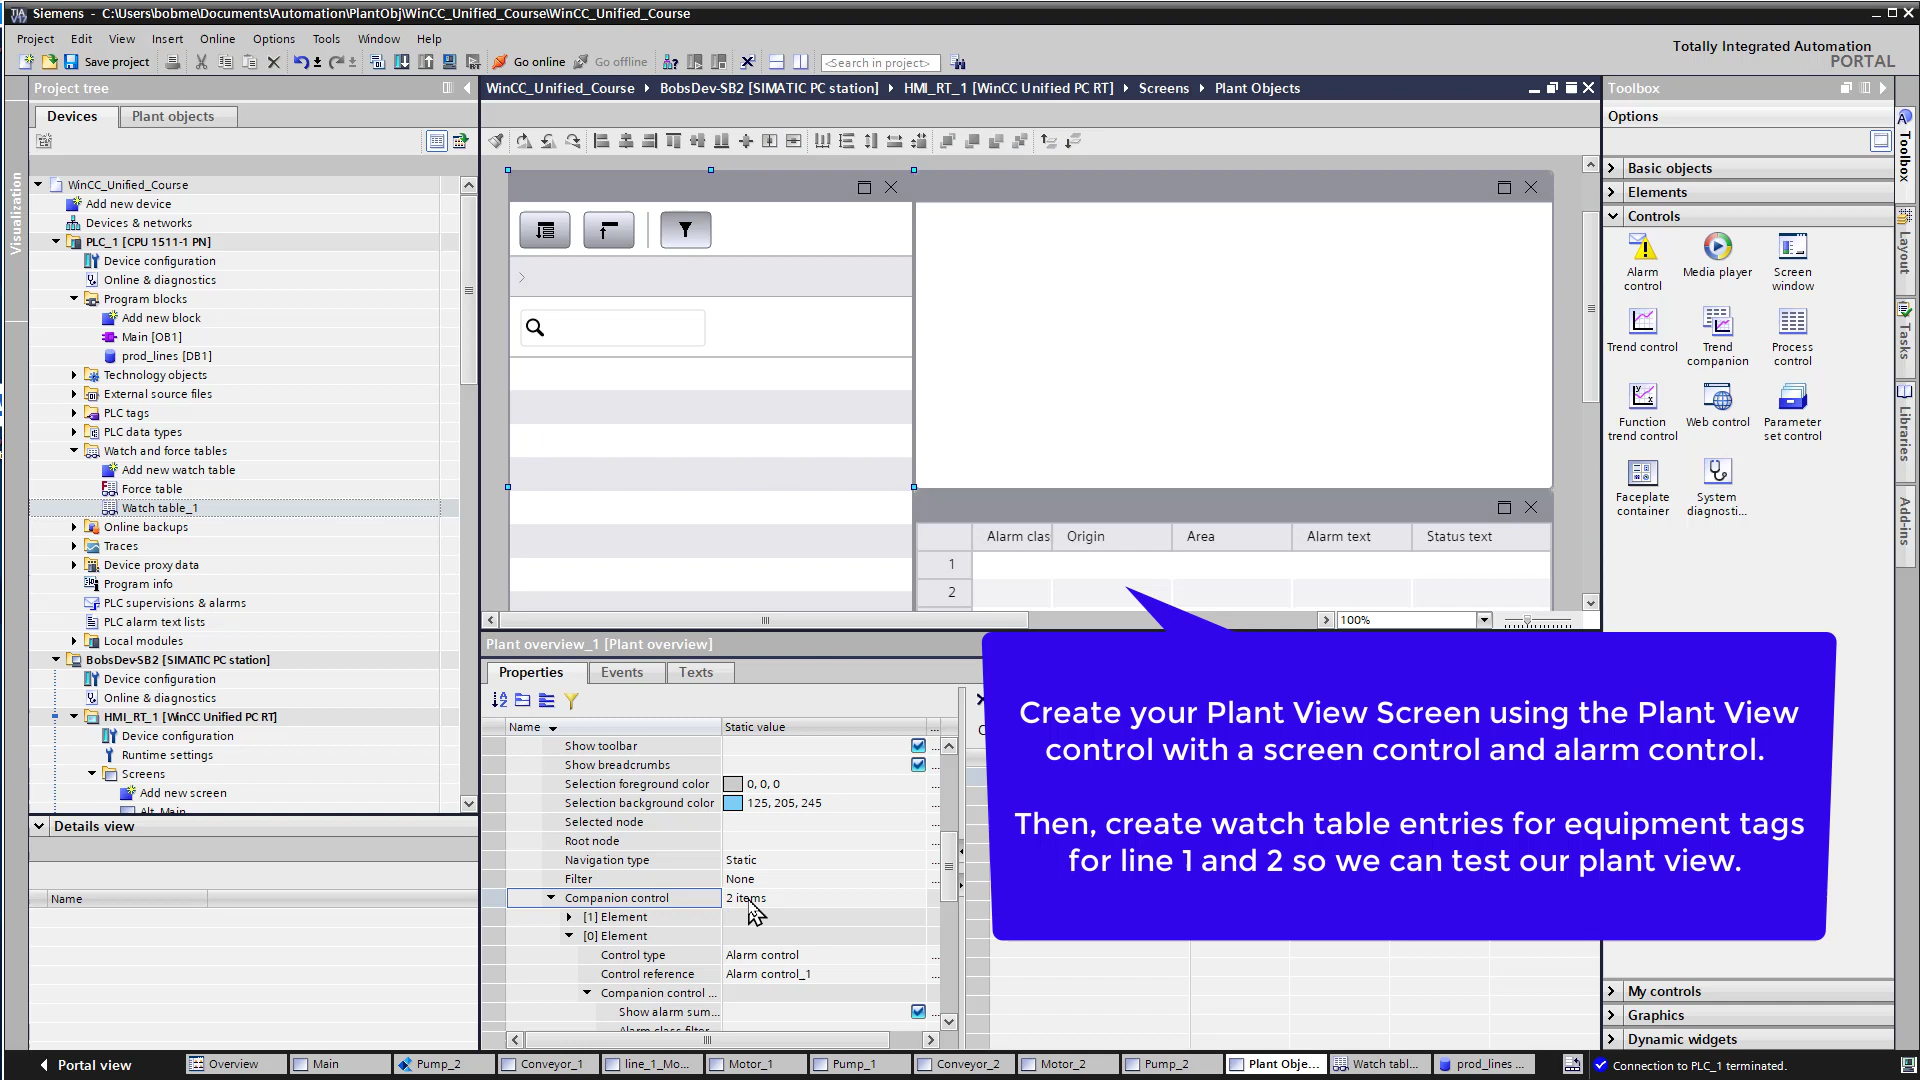 Siemens - C:\Users\bobme\Documents\Automation\PlantObj\WinCC_Unified_Course\WinCC_Unified_Course
Project Edit View Insert Online Options Tools Window Help
Totally Integrated Automation
PORTAL
Save project
Go online
Go offline
<Search in project>
Project tree
WinCC_Unified_Course
BobsDev-SB2 [SIMATIC PC station]
HMI_RT_1 [WinCC Unified PC RT]
Screens
Plant Objects
Toolbox
Devices
Plant objects
Visualization
WinCC_Unified_Course
Add new device
Devices & networks
PLC_1 [CPU 1511-1 PN]
Device configuration
Online & diagnostics
Program blocks
Add new block
Main [OB1]
prod_lines [DB1]
Technology objects
External source files
PLC tags
PLC data types
Watch and force tables
Add new watch table
Force table
Watch table_1
Online backups
Traces
Device proxy data
Program info
PLC supervisions & alarms
PLC alarm text lists
Local modules
BobsDev-SB2 [SIMATIC PC station]
Device configuration
Online & diagnostics
HMI_RT_1 [WinCC Unified PC RT]
Device configuration
Runtime settings
Screens
Add new screen
Alt_Main
Details view
Name
Alarm clas
Origin
Area
Alarm text
Status text
1
2
100%
Plant overview_1 [Plant overview]
Properties
Events
Texts
Name
Static value
Show toolbar
Show breadcrumbs
Selection foreground color 0, 0, 0
Selection background color 125, 205, 245
Selected node
Root node
Navigation type Static
Filter None
Companion control 2 items
[1] Element
[0] Element
Control type Alarm control
Control reference Alarm control_1
Companion control ...
Show alarm sum...
Alarm class filter
Create your Plant View Screen using the Plant View
control with a screen control and alarm control.
Then, create watch table entries for equipment tags
for line 1 and 2 so we can test our plant view.
Options
Basic objects
Elements
Controls
Alarm
control
Media player
Screen
window
Trend control
Trend
companion
Process
control
Function
trend control
Web control
Parameter
set control
Faceplate
container
System
diagnosti...
My controls
Graphics
Dynamic widgets
Toolbox
Layout
Tasks
Libraries
Add-ins
Portal view
Overview
Main
Pump_2
Conveyor_1
line_1_Mo...
Motor_1
Pump_1
Conveyor_2
Motor_2
Pump_2
Plant Obje...
Watch tabl...
prod_lines ...
Connection to PLC_1 terminated.